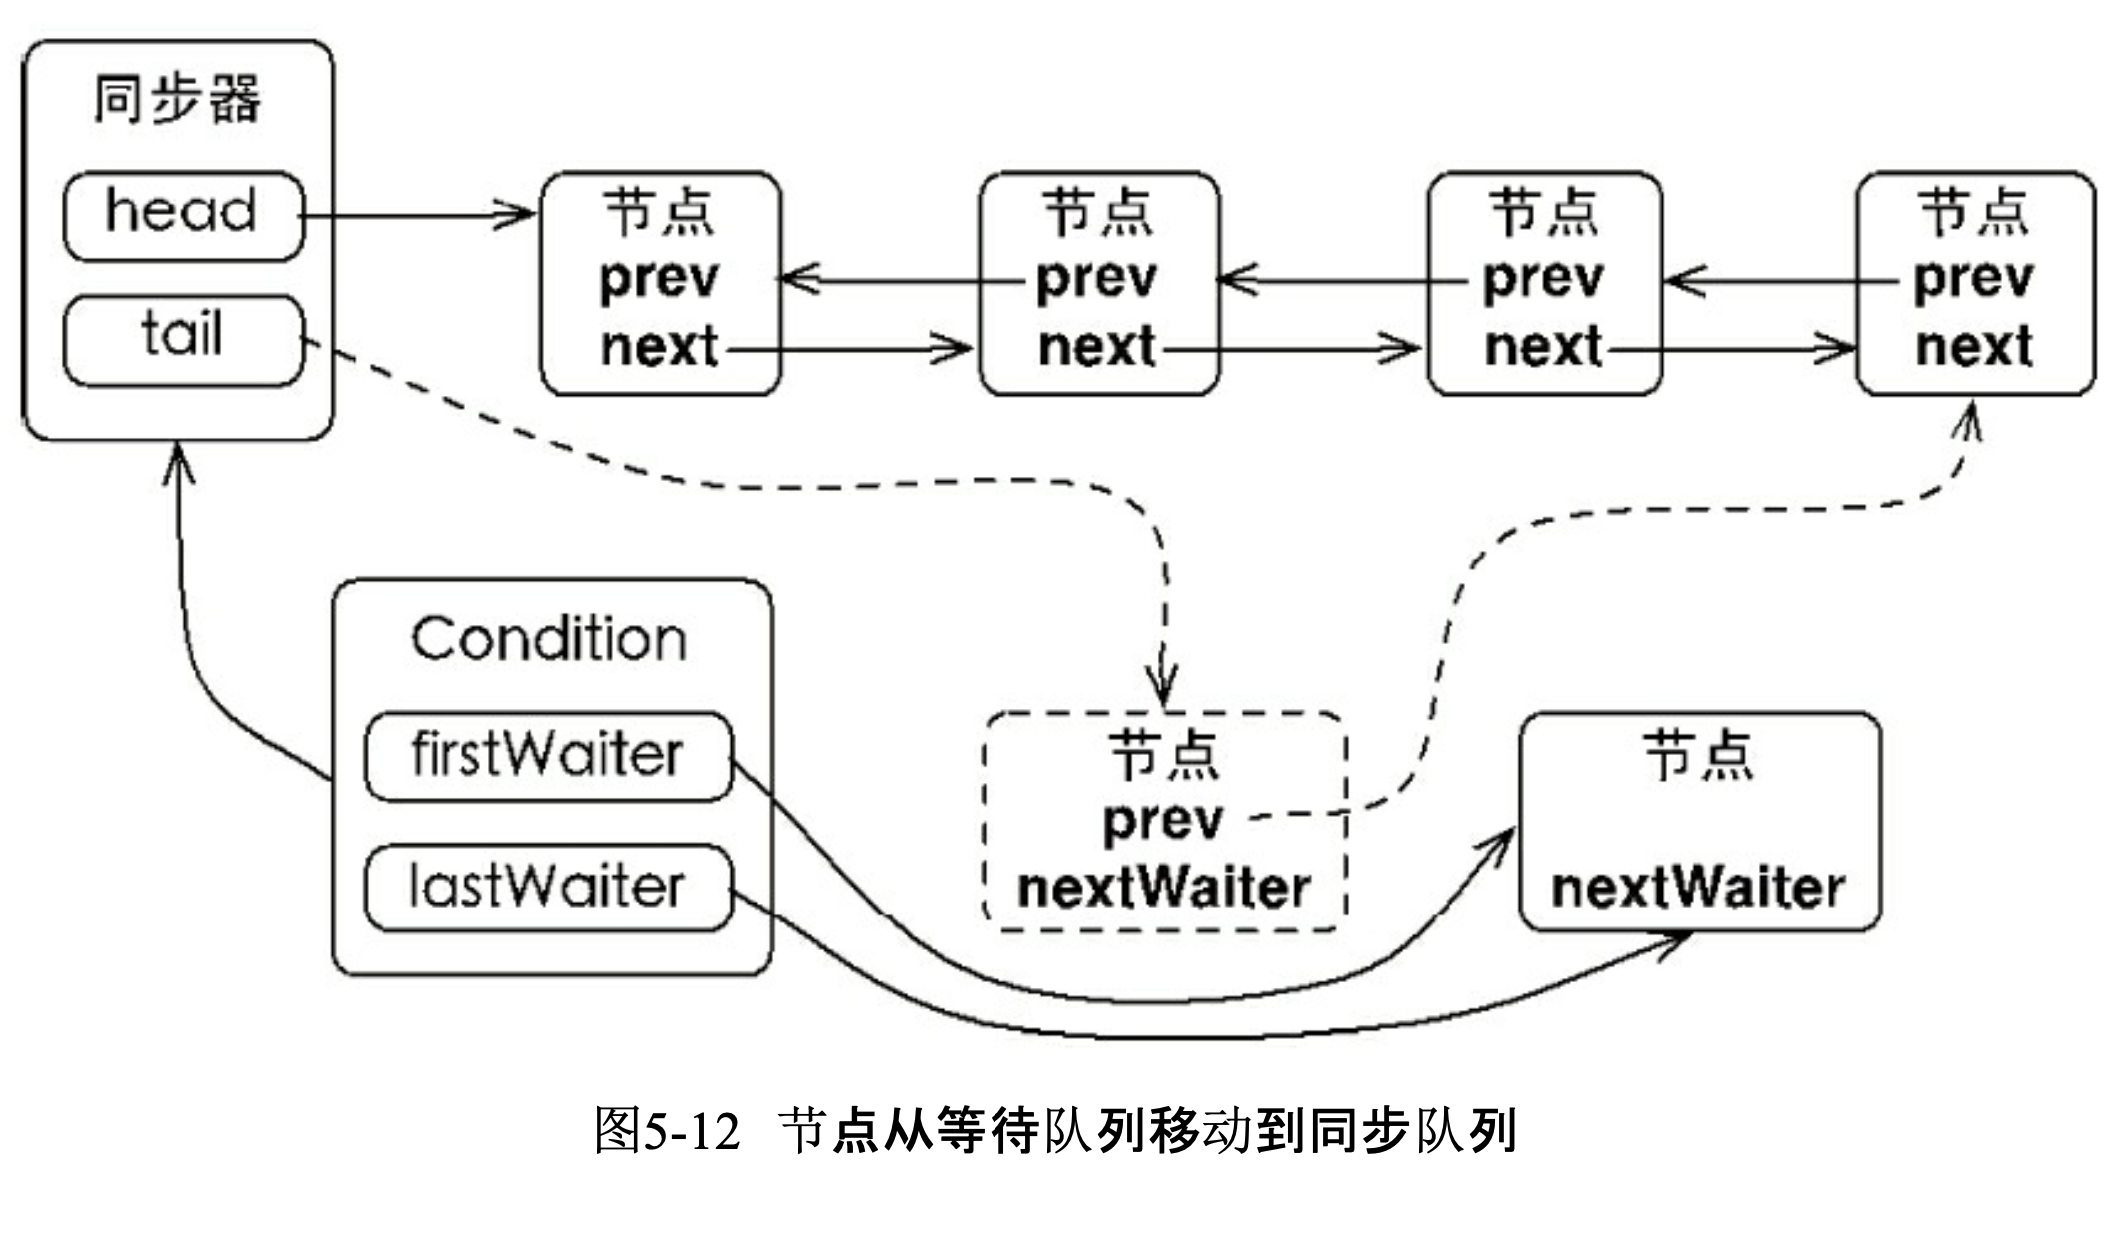 同步器
head
tail
节点
prev
next
节点
prev
next
节点
prev
next
节点
prev
next
Condition
firstWaiter
lastWaiter
节点
prev
nextWaiter
节点
nextWaiter
图5-12 节点从等待队列移动到同步队列